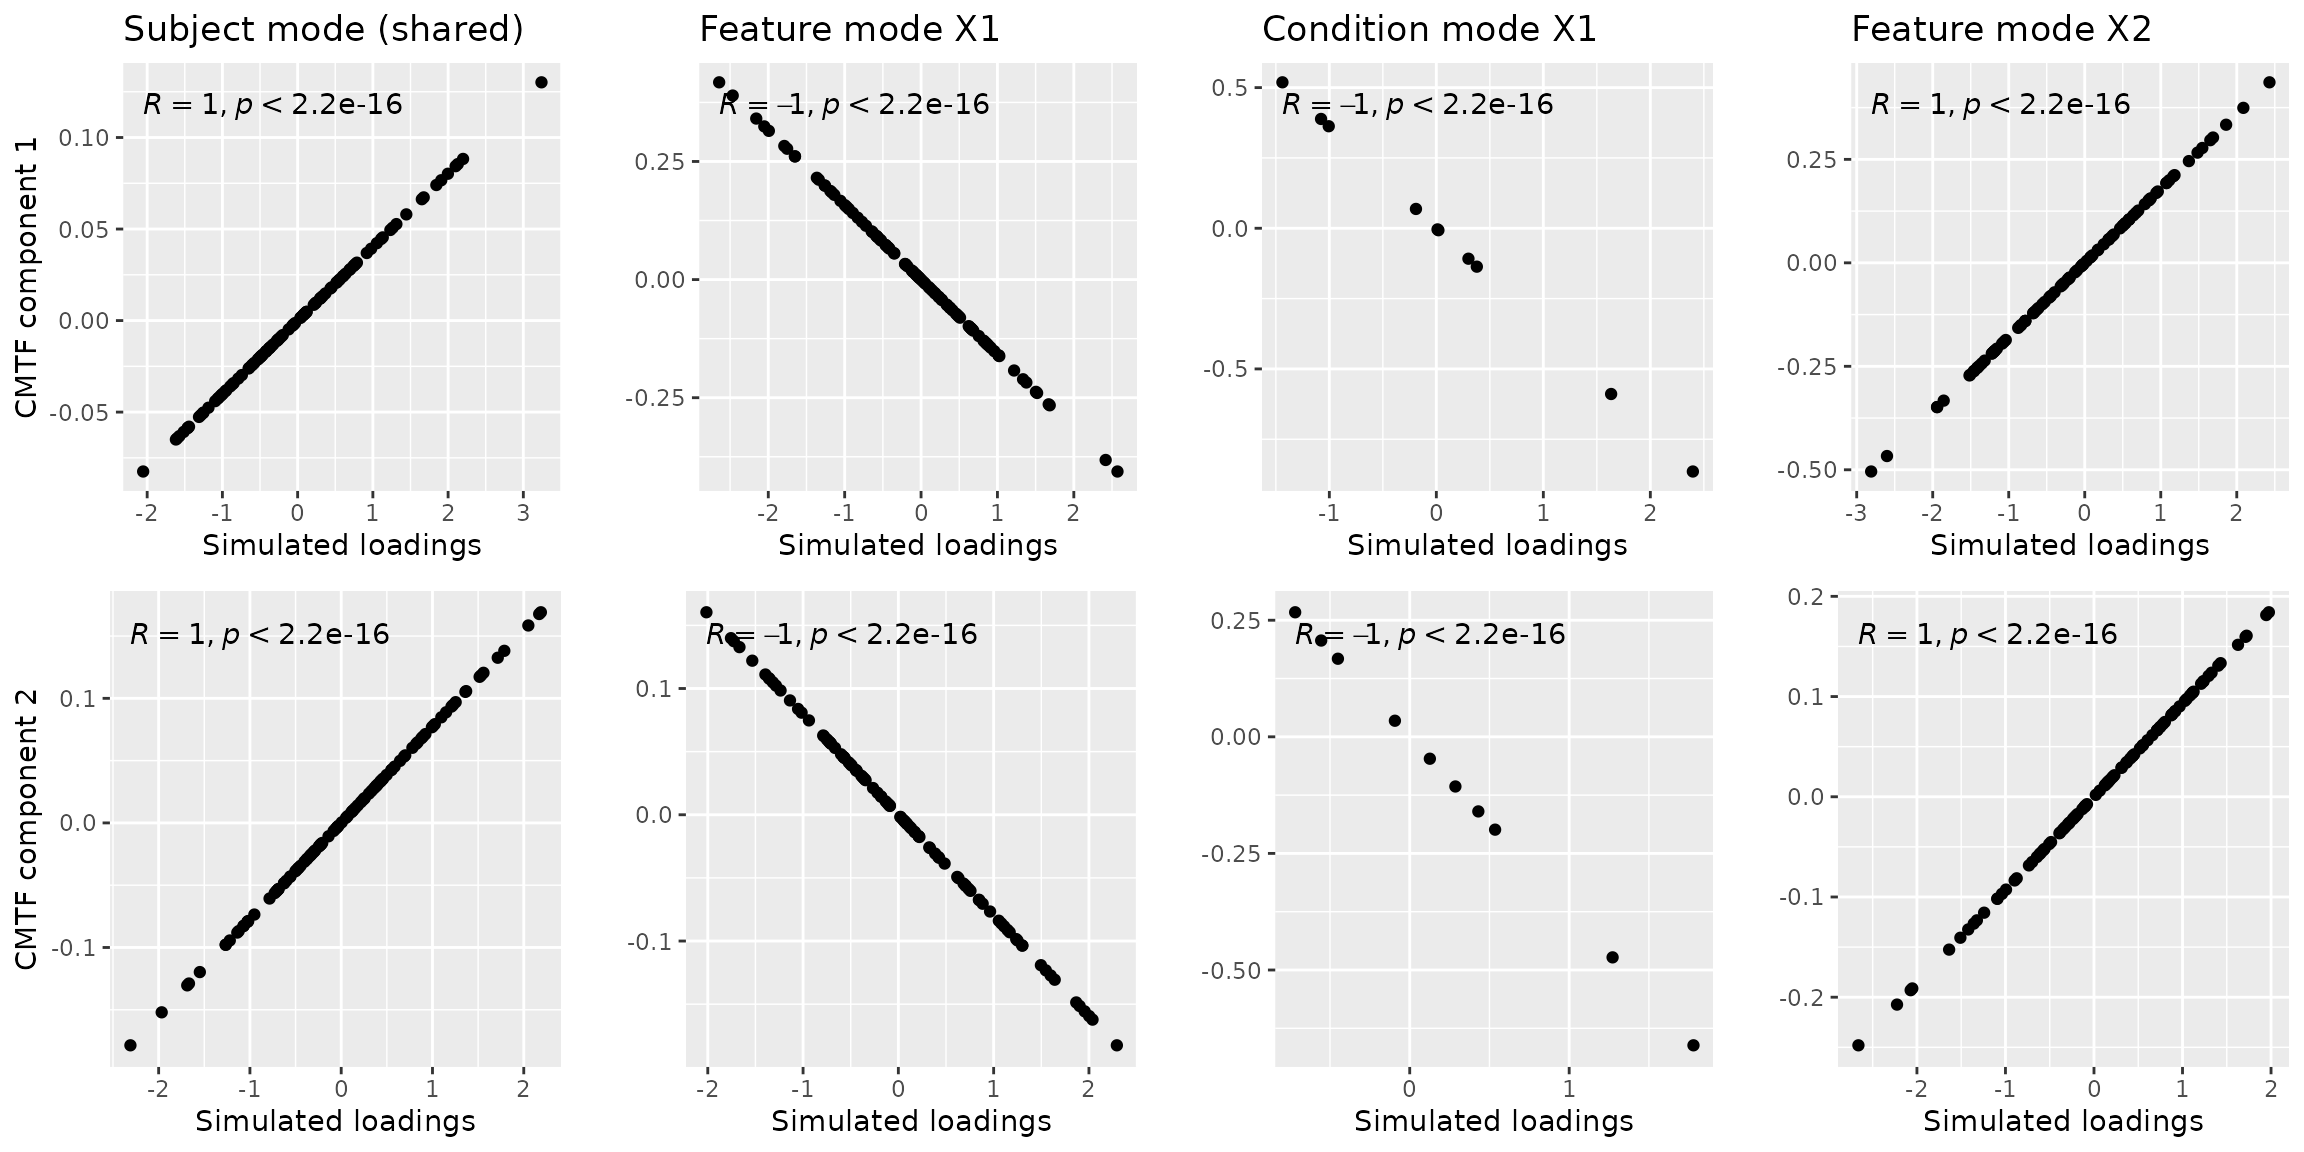 Subject mode (shared)
Feature mode X1
Condition mode X1
Feature mode X2
CMTF component 1
R = 1, p < 2.2e-16
0.10
0.05
0.00
-0.05
-2 -1 0 1 2 3
Simulated loadings
R = –1, p < 2.2e-16
0.25
0.00
-0.25
-2 -1 0 1 2
Simulated loadings
R = –1, p < 2.2e-16
0.5
0.0
-0.5
-1 0 1 2
Simulated loadings
R = 1, p < 2.2e-16
0.25
0.00
-0.25
-0.50
-3 -2 -1 0 1 2
Simulated loadings
CMTF component 2
R = 1, p < 2.2e-16
0.1
0.0
-0.1
-2 -1 0 1 2
Simulated loadings
R = –1, p < 2.2e-16
0.1
0.0
-0.1
-2 -1 0 1 2
Simulated loadings
R = –1, p < 2.2e-16
0.25
0.00
-0.25
-0.50
0 1
Simulated loadings
R = 1, p < 2.2e-16
0.2
0.1
0.0
-0.1
-0.2
-2 -1 0 1 2
Simulated loadings